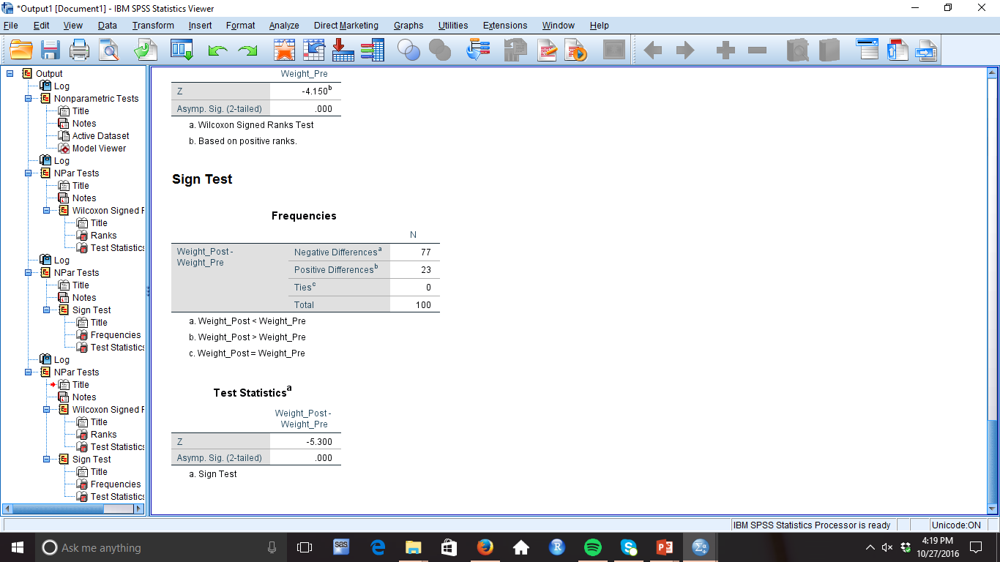 *Output1 [Document1] - IBM SPSS Statistics Viewer
File Edit View Data Transform Insert Format Analyze Direct Marketing Graphs Utilities Extensions Window Help
Output
Log
Nonparametric Tests
Title
Notes
Active Dataset
Model Viewer
Log
NPar Tests
Title
Notes
Wilcoxon Signed R
Title
Ranks
Test Statistics
Log
NPar Tests
Title
Notes
Sign Test
Title
Frequencies
Test Statistics
Log
NPar Tests
Title
Notes
Wilcoxon Signed R
Title
Ranks
Test Statistics
Sign Test
Title
Frequencies
Test Statistics
Weight_Pre
Z -4.150b
Asymp. Sig. (2-tailed) .000
a. Wilcoxon Signed Ranks Test
b. Based on positive ranks.
Sign Test
Frequencies
N
Weight_Post - Negative Differencesa 77
Weight_Pre
Positive Differencesb 23
Tiesc 0
Total 100
a. Weight_Post < Weight_Pre
b. Weight_Post > Weight_Pre
c. Weight_Post = Weight_Pre
Test Statisticsa
Weight_Post -
Weight_Pre
Z -5.300
Asymp. Sig. (2-tailed) .000
a. Sign Test
IBM SPSS Statistics Processor is ready Unicode:ON
Ask me anything
sas
R
4:19 PM
10/27/2016